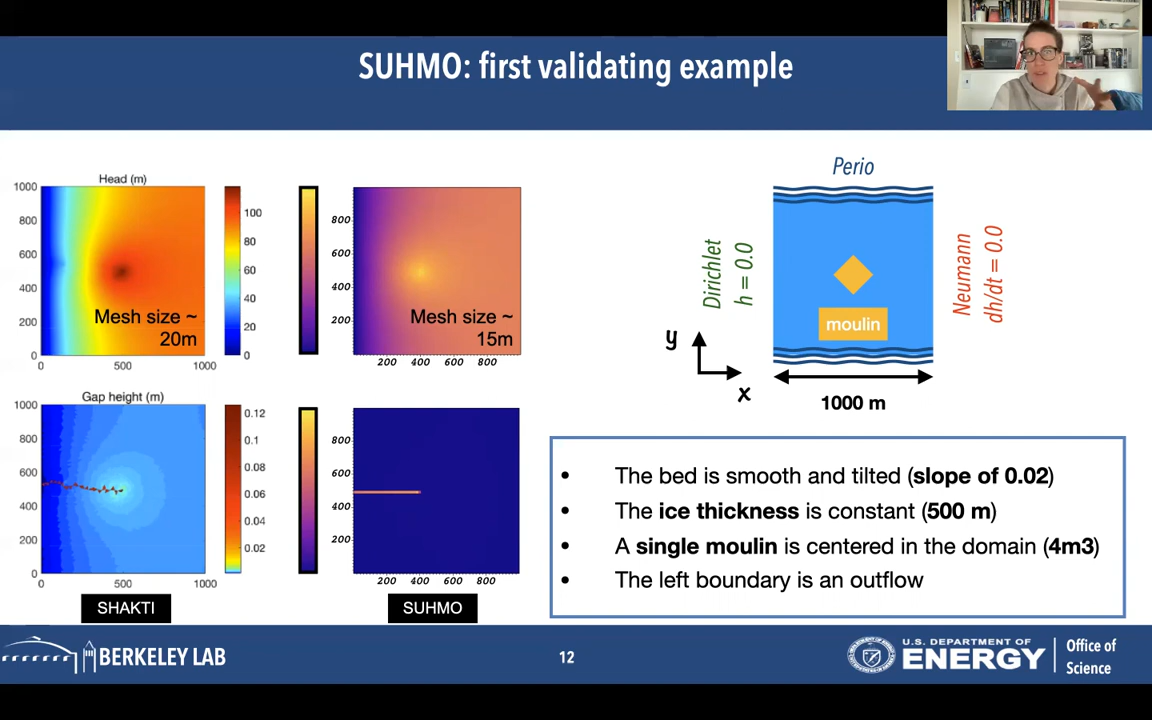 SUHMO: first validating example
Head (m)
1000
800
600
400
200
0
0
500
1000
100
80
60
40
20
0
Mesh size ~
20m
800
600
400
200
200
400
600
800
Mesh size ~
15m
Gap height (m)
1000
800
600
400
200
0
0
500
1000
0.12
0.1
0.08
0.06
0.04
0.02
800
600
400
200
200
400
600
800
SHAKTI
SUHMO
Perio
Dirichlet
h = 0.0
Neumann
dh/dt = 0.0
moulin
y
x
1000 m
• The bed is smooth and tilted (slope of 0.02)
• The ice thickness is constant (500 m)
• A single moulin is centered in the domain (4m3)
• The left boundary is an outflow
BERKELEY LAB
12
U.S. DEPARTMENT OF
ENERGY
Office of
Science